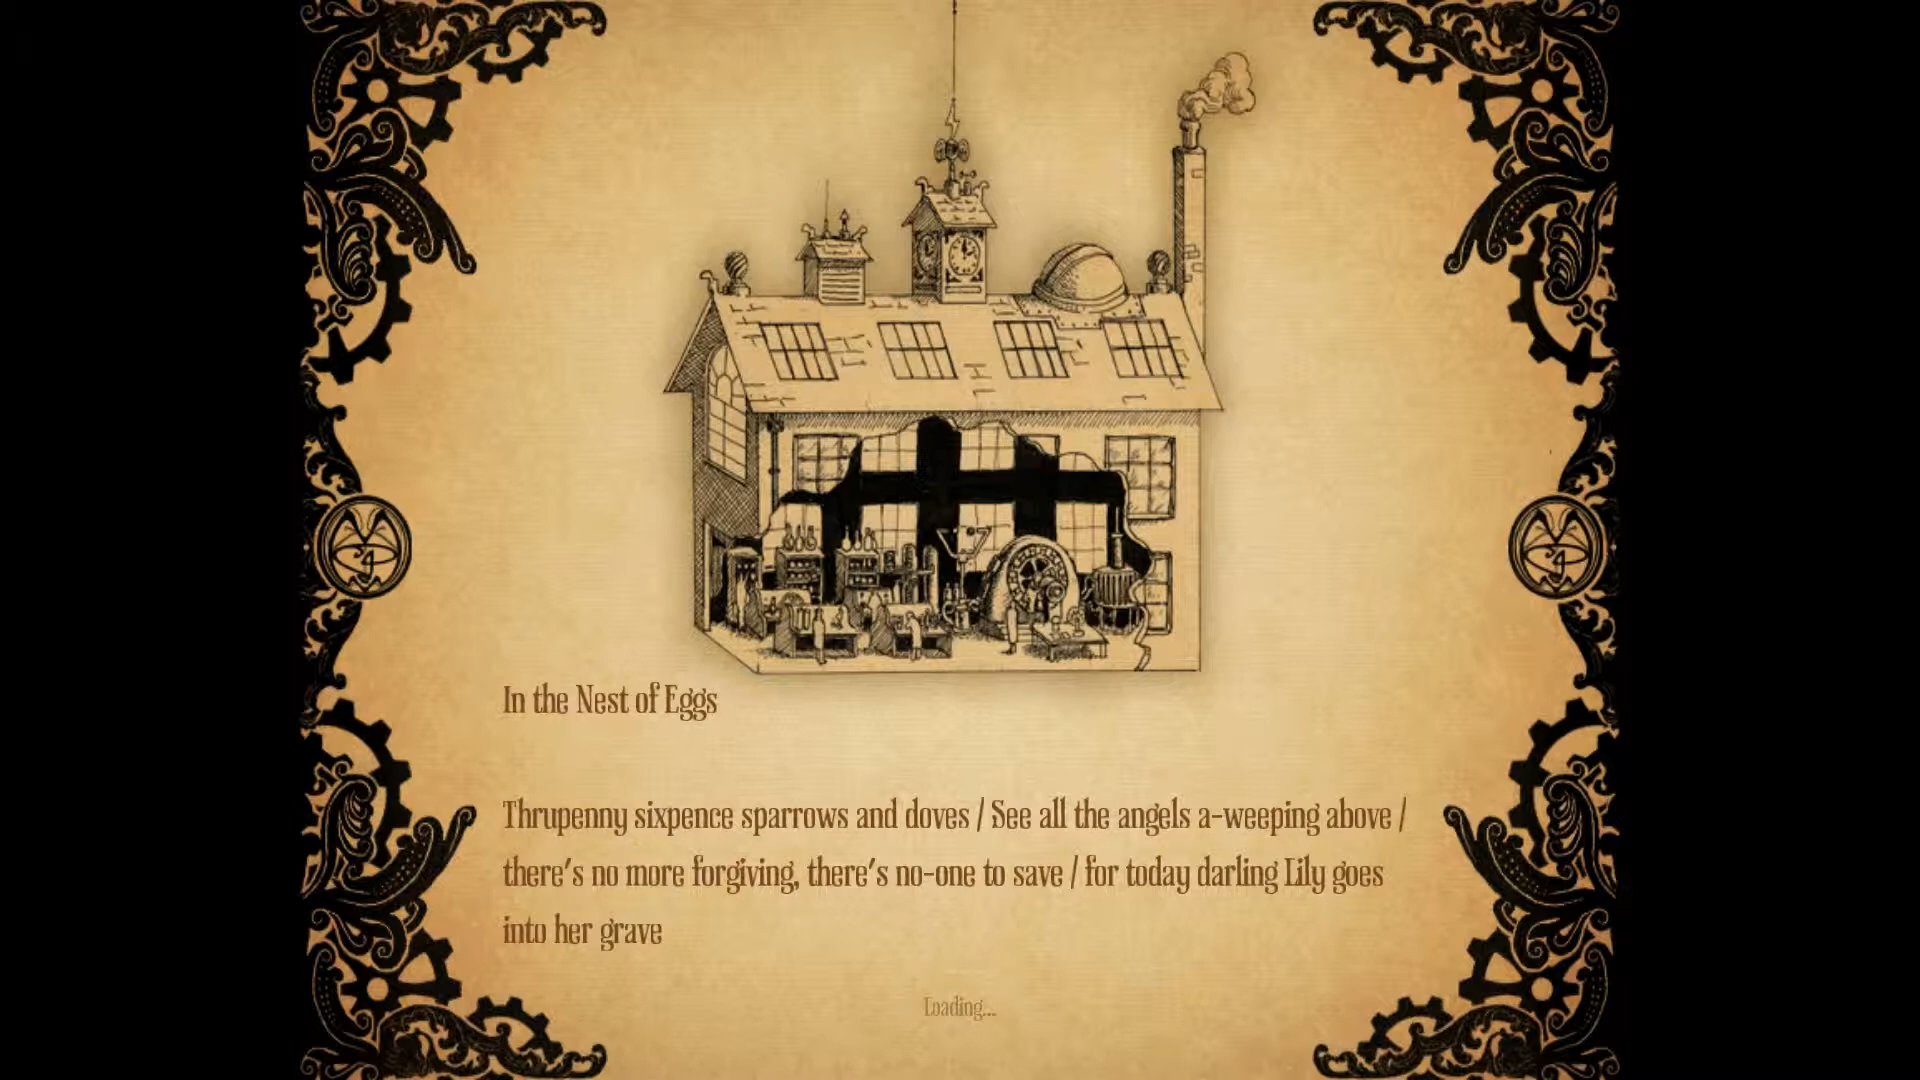 In the Nest of Eggs
Thrupenny sixpence sparrows and doves / See all the angels a-weeping above /
there's no more forgiving, there's no-one to save / for today darling Lily goes
into her grave
Loading...